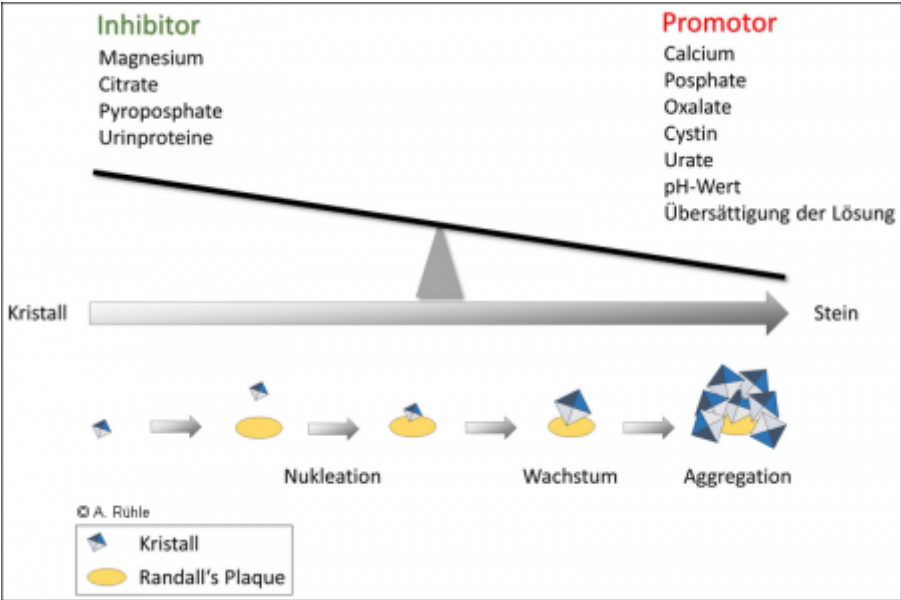 Inhibitor
Magnesium
Citrate
Pyroposphate
Urinproteine
Promotor
Calcium
Posphate
Oxalate
Cystin
Urate
pH-Wert
Übersättigung der Lösung
Kristall
Stein
Nukleation
Wachstum
Aggregation
© A. Rühle
Kristall
Randall's Plaque